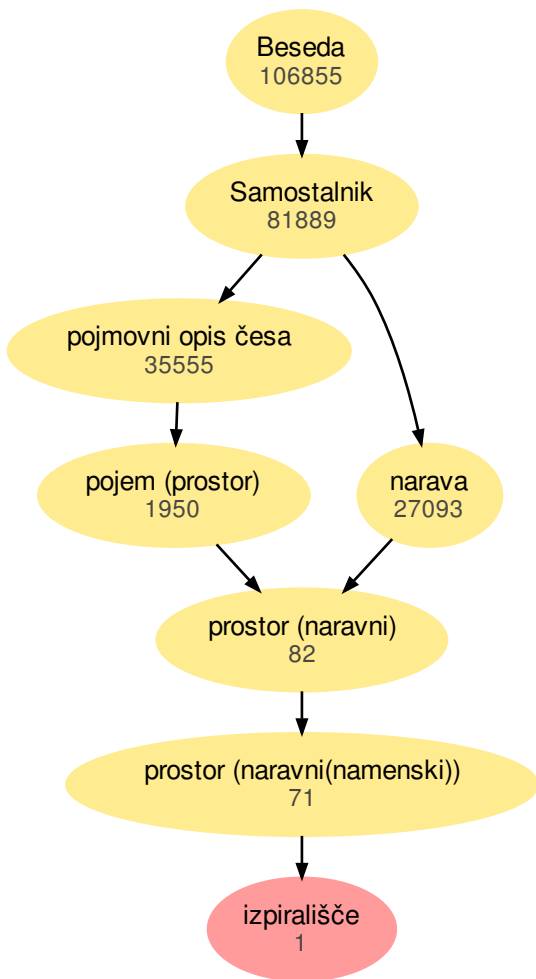 Beseda
106855
Samostalnik
81889
pojmovni opis česa
35555
pojem (prostor)
1950
narava
27093
prostor (naravni)
82
prostor (naravni(namenski))
71
izpirališče
1